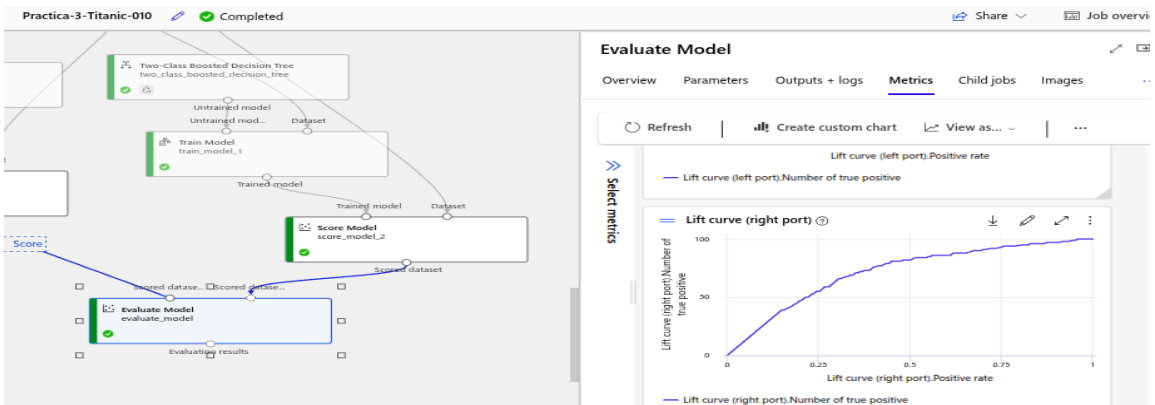 Practica-3-Titanic-010
Completed
Share
Job overvi
Two-Class Boosted Decision Tree
two_class_boosted_decision_tree
Untrained model
Untrained mod...
Dataset
Train Model
train_model_1
Trained model
Trained model
Dataset
Score Model
score_model_2
Scored dataset
Score
Scored datase...
Scored datase...
Evaluate Model
evaluate_model
Evaluation results
Evaluate Model
Overview
Parameters
Outputs + logs
Metrics
Child jobs
Images
Refresh
Create custom chart
View as...
...
Select metrics
Lift curve (left port).Positive rate
Lift curve (left port).Number of true positive
Lift curve (right port)
Lift curve (right port).Number of
true positive
100
50
0
0
0.25
0.5
0.75
1
Lift curve (right port).Positive rate
Lift curve (right port).Number of true positive